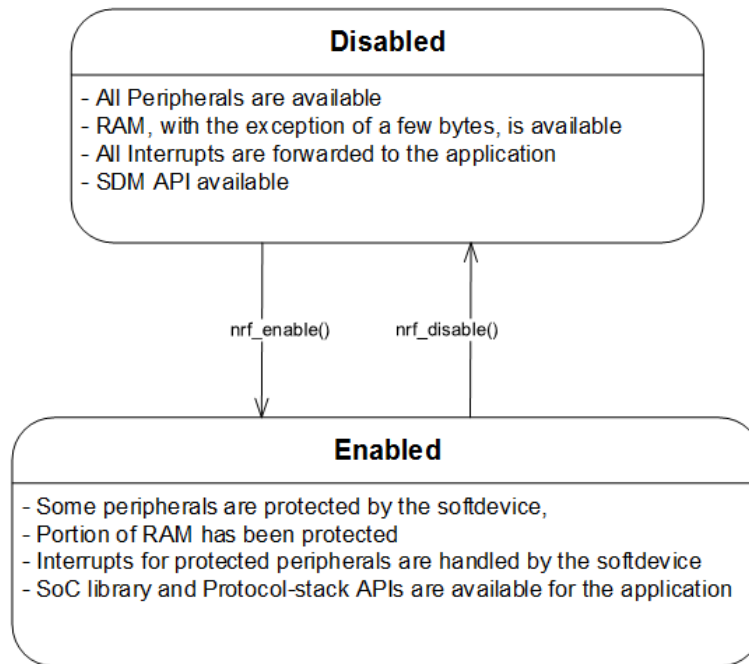 Disabled
- All Peripherals are available
- RAM, with the exception of a few bytes, is available
- All Interrupts are forwarded to the application
- SDM API available
nrf_enable()
nrf_disable()
Enabled
- Some peripherals are protected by the softdevice,
- Portion of RAM has been protected
- Interrupts for protected peripherals are handled by the softdevice
- SoC library and Protocol-stack APIs are available for the application